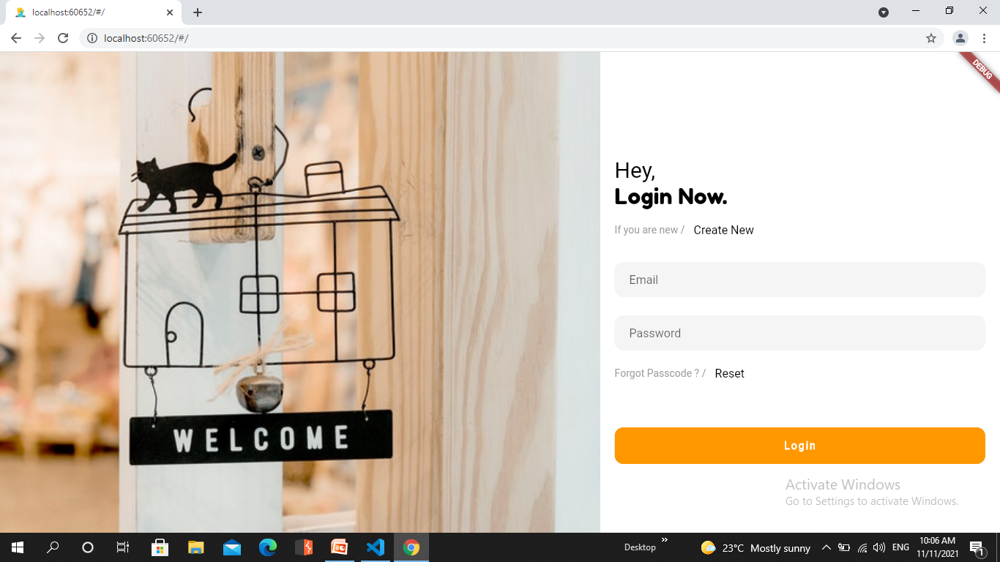 localhost:60652/#/
localhost:60652/#/
DEBUG
WELCOME
Hey,
Login Now.
If you are new / Create New
Email
Password
Forgot Passcode ? / Reset
Login
Activate Windows
Go to Settings to activate Windows.
Desktop
23°C Mostly sunny
ENG
10:06 AM
11/11/2021
1